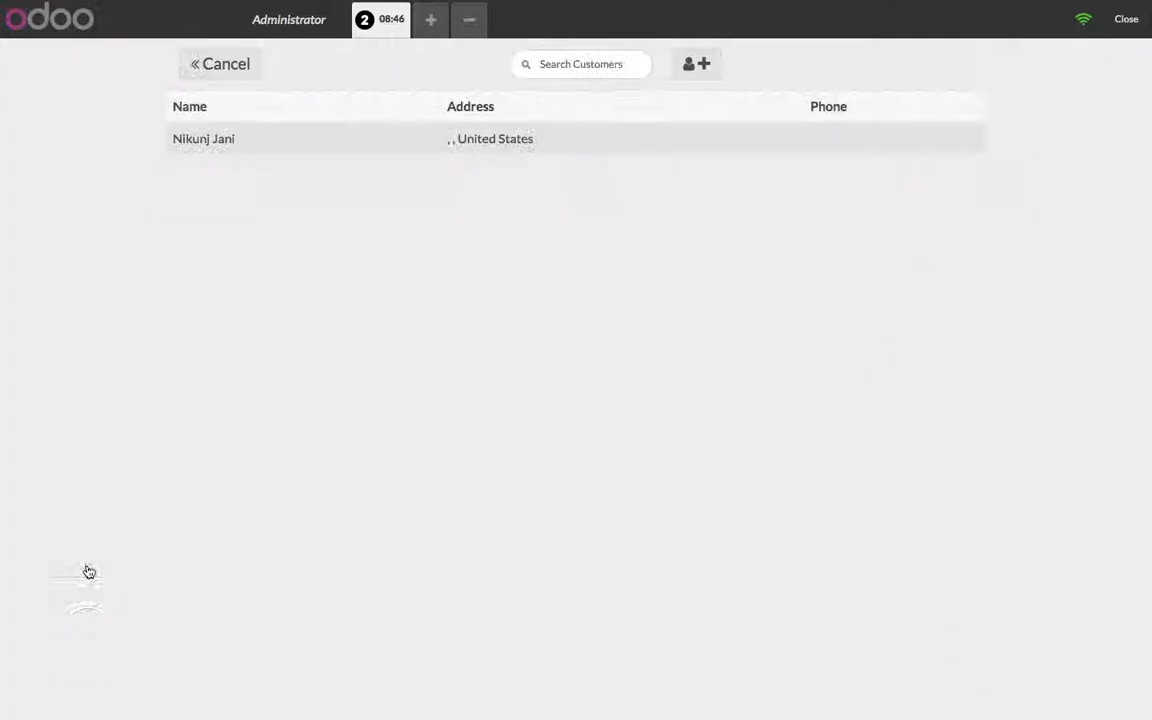 odoo
Administrator
2 08:46
+
−
Close
« Cancel
Search Customers
+
Name Address Phone
Nikunj Jani , , United States